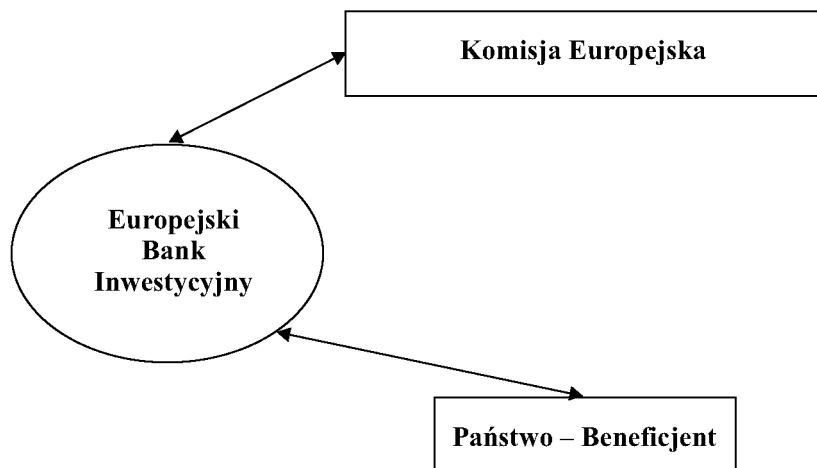 Komisja Europejska
Europejski
Bank
Inwestycyjny
Państwo – Beneficjent